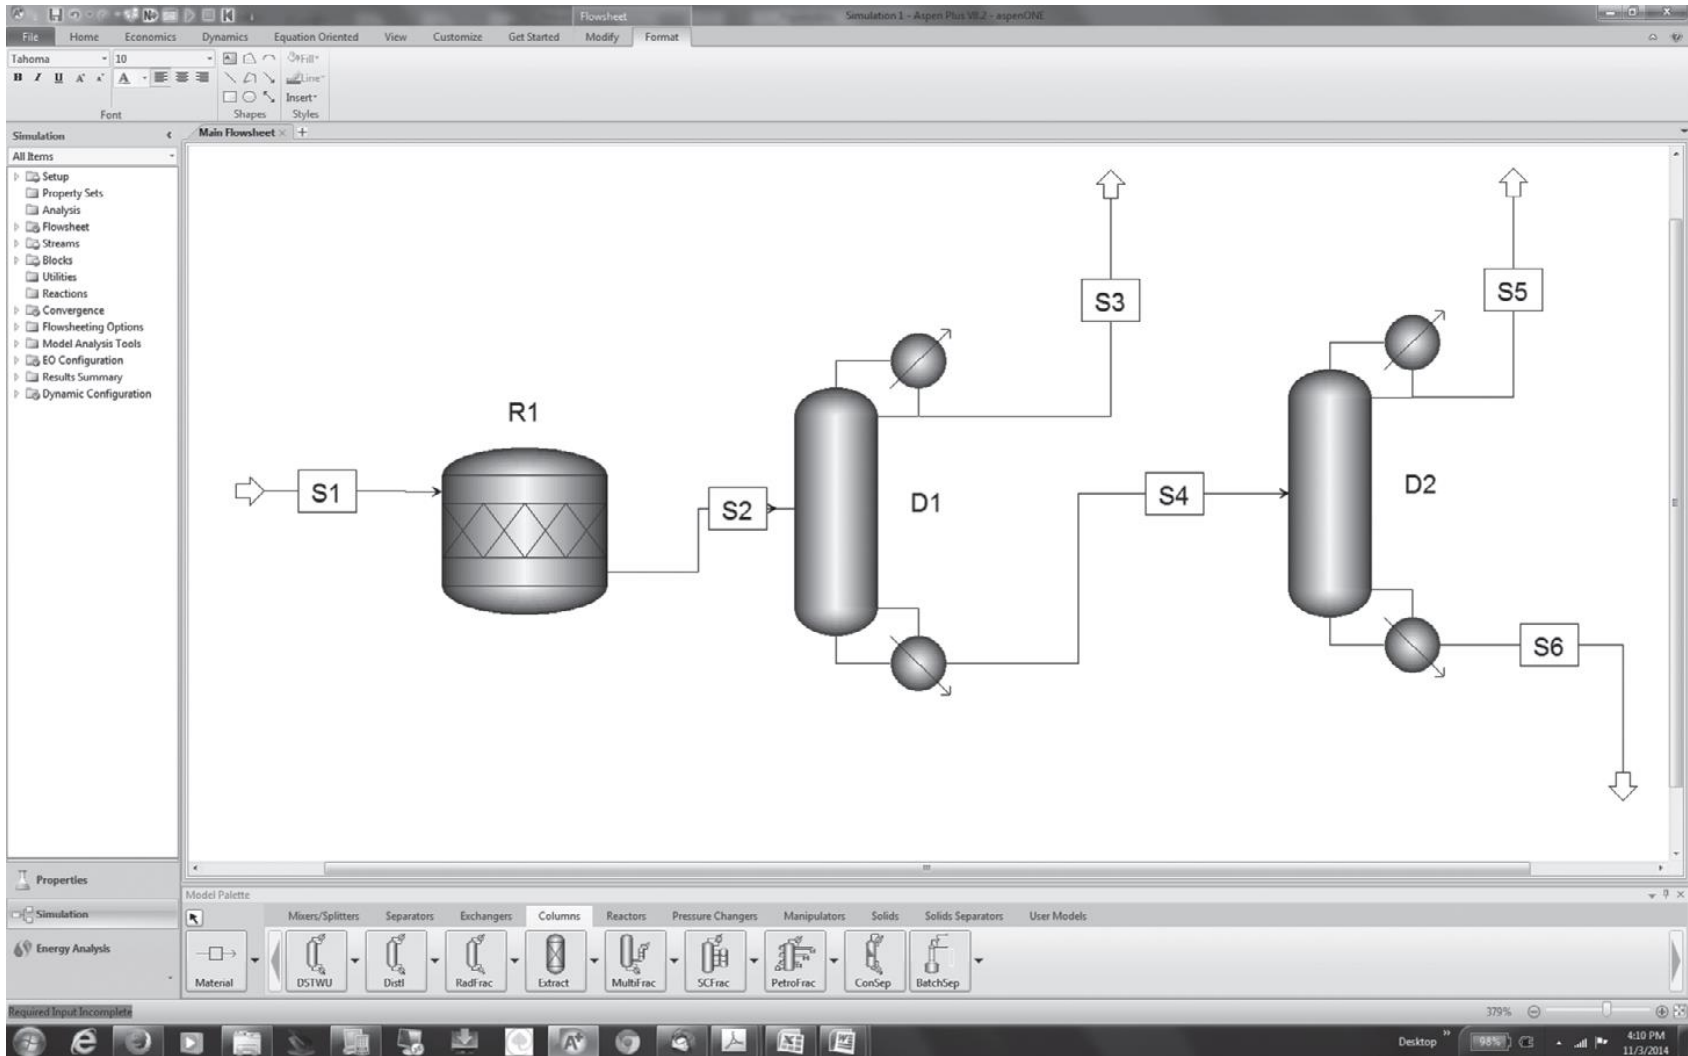 Flowsheet
Simulation 1 - Aspen Plus V8.2 - aspenONE
File Home Economics Dynamics Equation Oriented View Customize Get Started Modify Format
Tahoma 10
Fill
B I U A A A
Line
Insert
Font Shapes Styles
Simulation
Main Flowsheet
All Items
Setup
Property Sets
Analysis
Flowsheet
Streams
Blocks
Utilities
Reactions
Convergence
Flowsheeting Options
Model Analysis Tools
EO Configuration
Results Summary
Dynamic Configuration
S3
S5
R1
S1
S2
D1
S4
D2
S6
Properties
Simulation
Energy Analysis
Model Palette
Mixers/Splitters Separators Exchangers Columns Reactors Pressure Changers Manipulators Solids Solids Separators User Models
Material DSTWU Distl RadFrac Extract MultiFrac SCFrac PetroFrac ConSep BatchSep
Required Input Incomplete
379%
Desktop
98%
4:10 PM
11/3/2014